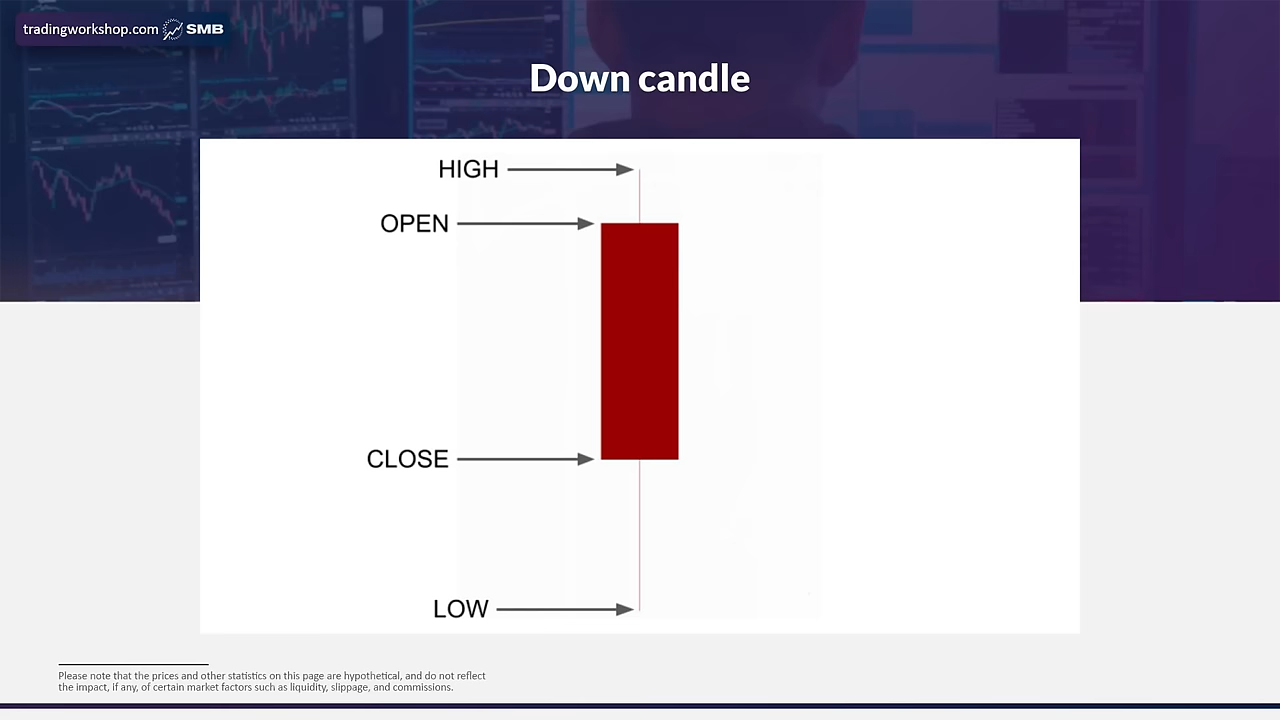 tradingworkshop.com SMB
Down candle
HIGH
OPEN
CLOSE
LOW
Please note that the prices and other statistics on this page are hypothetical, and do not reflect
the impact, if any, of certain market factors such as liquidity, slippage, and commissions.